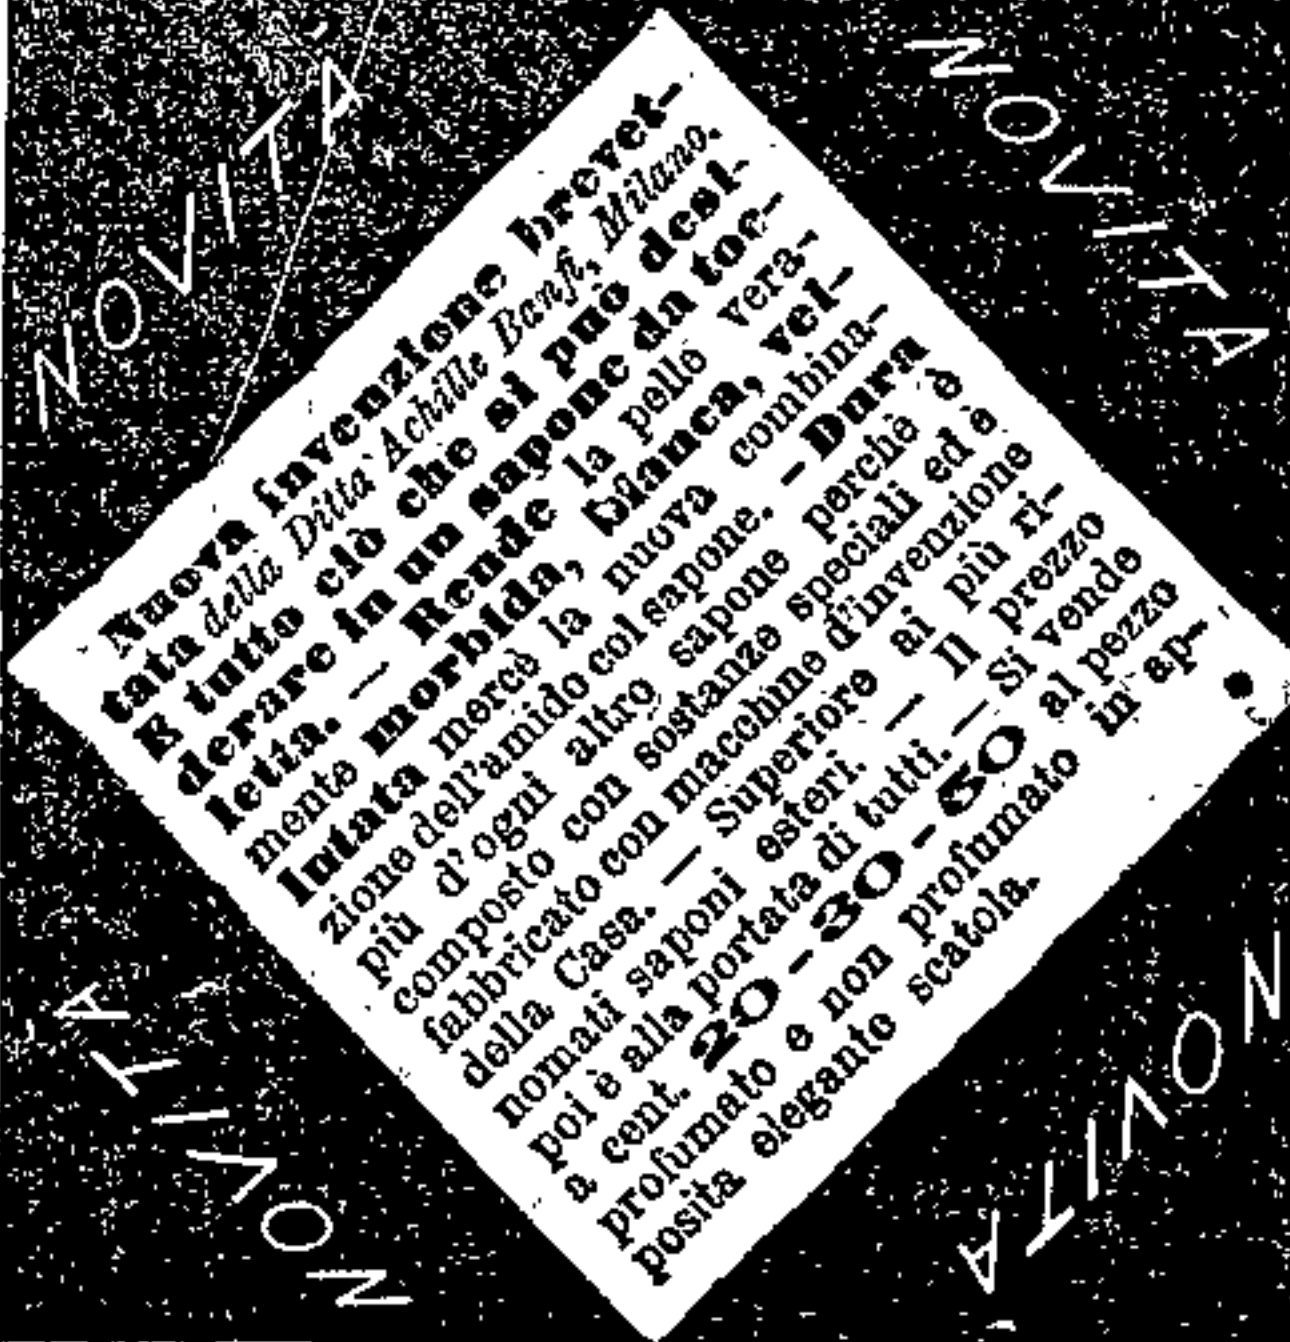 NOVITÀ
NOVITÀ
Nuova invenzione brevet-
tata della Ditta Achille Banfi, Milano.
È tutto ciò che si può desi-
derare in un sapone da toe-
letta. — Rende la pelle vera-
mente morbida, bianca, vel-
lutata mercè la nuova combina-
zione dell'amido col sapone. — Dura
più d'ogni altro sapone perchè è
composto con sostanze speciali ed è
fabbricato con macchine d'invenzione
della Casa. — Superiore ai più ri-
nomati saponi esteri. — Il prezzo
poi è alla portata di tutti. — Si vende
a cent. 20 - 30 - 50 al pezzo
profumato e non profumato in ap-
posita elegante scatola.
NOVITÀ
NOVITÀ